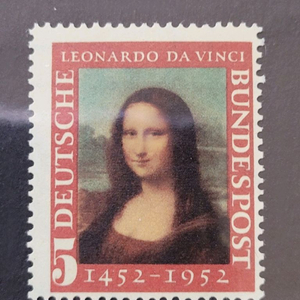 LEONARDO DA VINCI
DEUTSCHE
BUNDESPOST
5
1452-1952